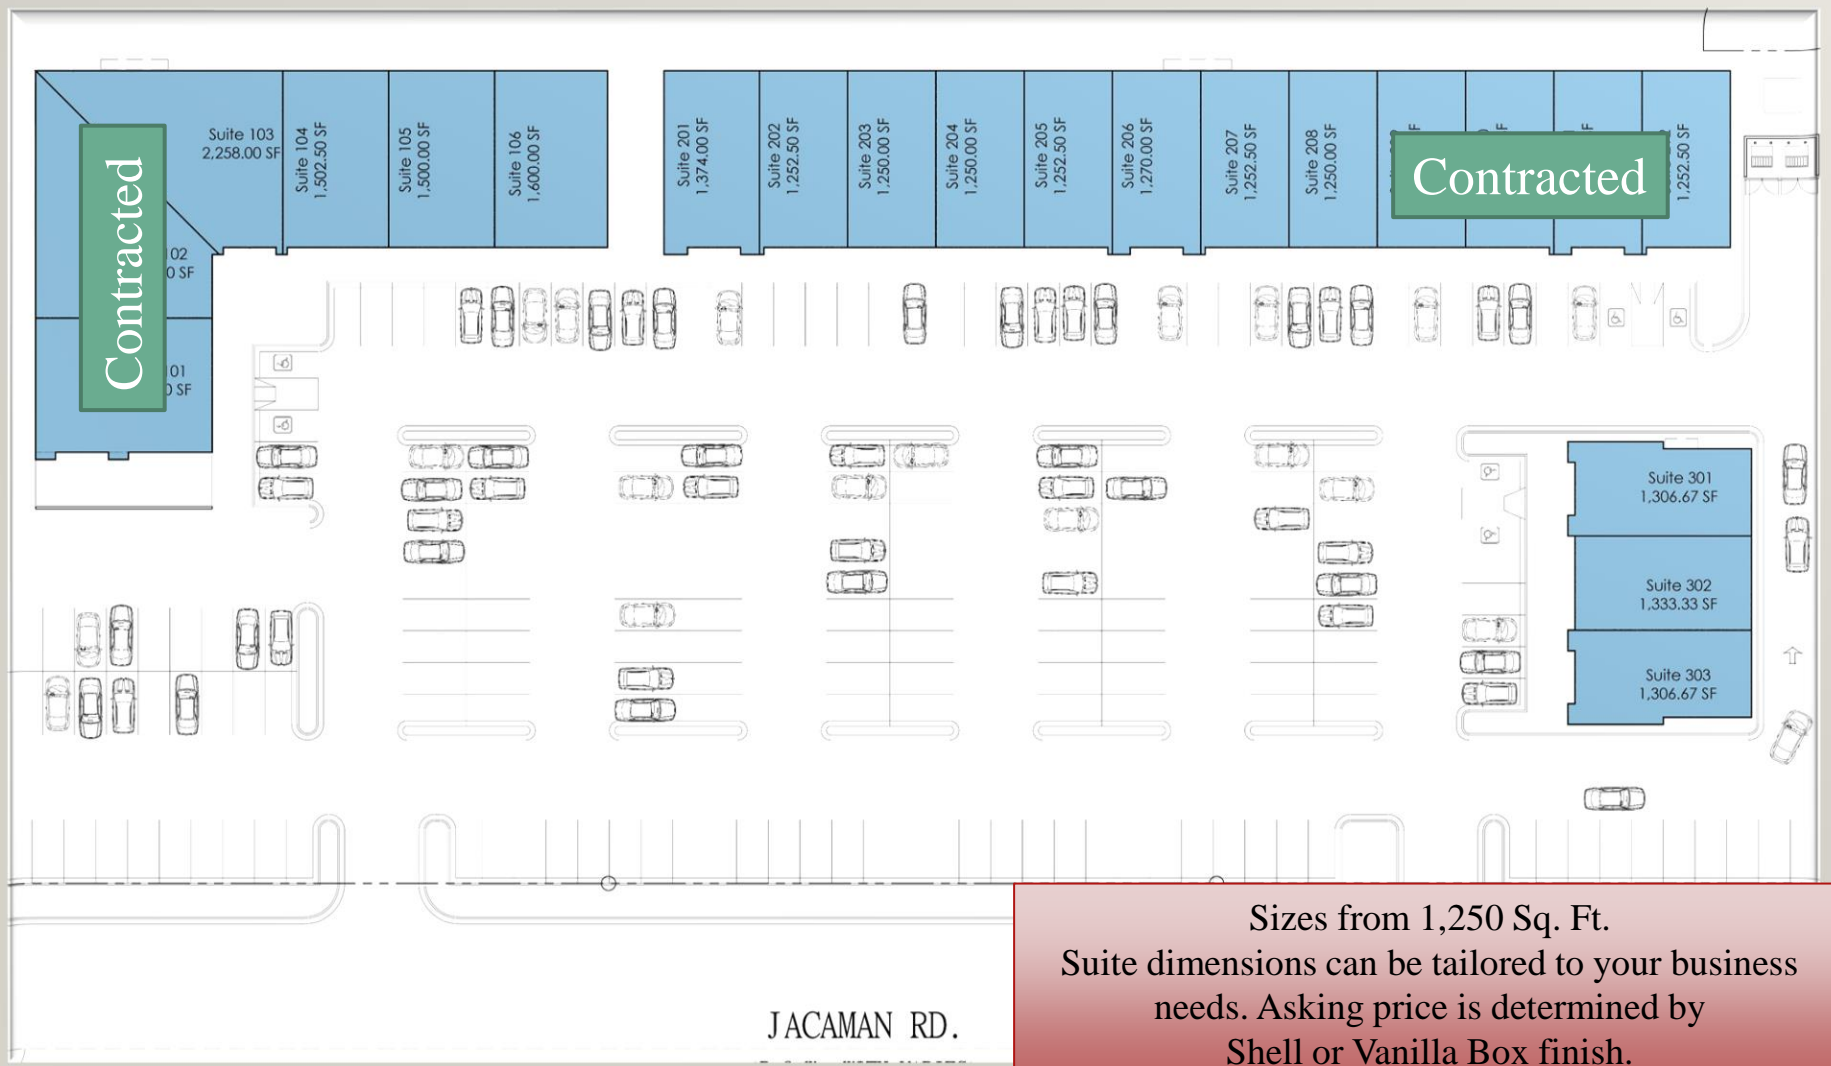 Suite 103
2,258.00 SF
Suite 104
1,502.50 SF
Suite 105
1,500.00 SF
Suite 106
1,600.00 SF
Suite 201
1,374.00 SF
Suite 202
1,252.50 SF
Suite 203
1,250.00 SF
Suite 204
1,250.00 SF
Suite 205
1,252.50 SF
Suite 206
1,270.00 SF
Suite 207
1,252.50 SF
Suite 208
1,250.00 SF
1,252.50 SF
Contracted
Contracted
02
0 SF
01
0 SF
Suite 301
1,306.67 SF
Suite 302
1,333.33 SF
Suite 303
1,306.67 SF
Sizes from 1,250 Sq. Ft.
Suite dimensions can be tailored to your business
needs. Asking price is determined by
Shell or Vanilla Box finish.
JACAMAN RD.